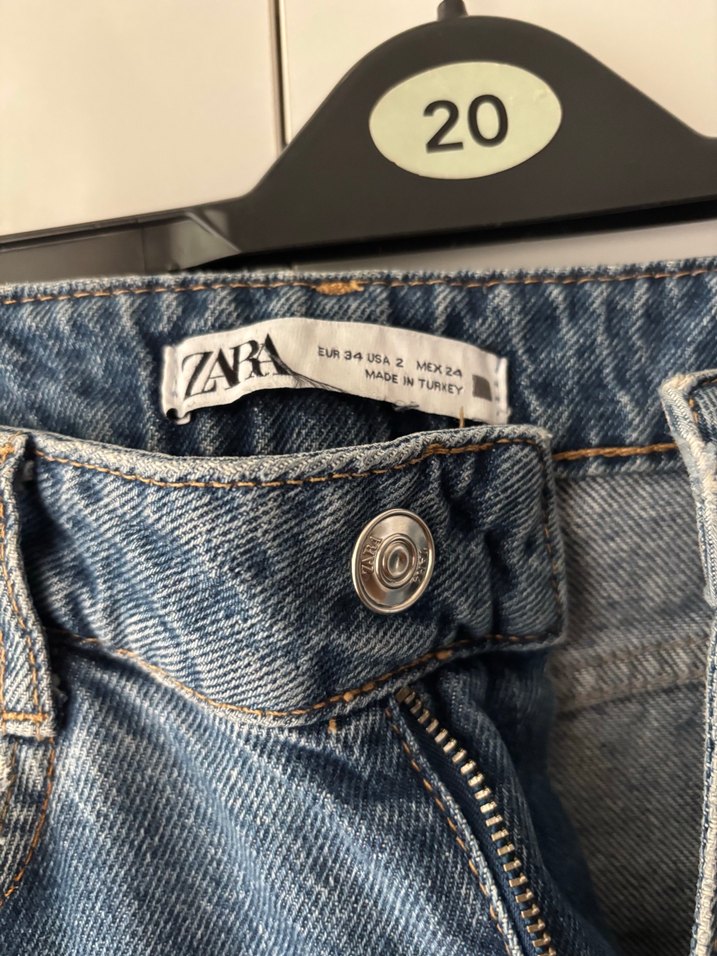 20
ZARA
EUR 34 USA 2 MEX 24
MADE IN TURKEY
ZARA